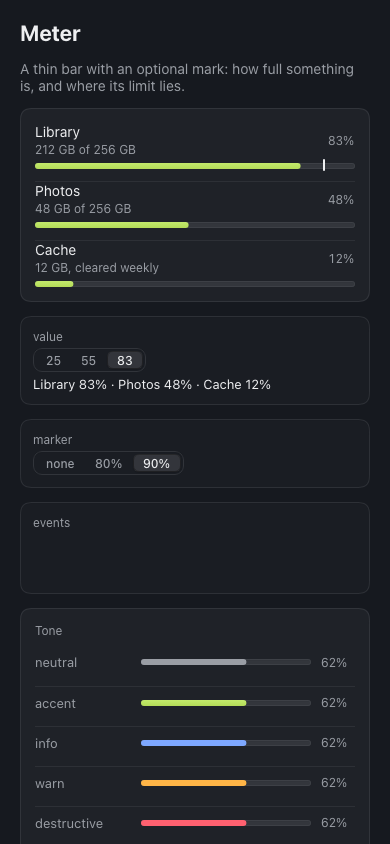 Meter
A thin bar with an optional mark: how full something
is, and where its limit lies.
Library
212 GB of 256 GB
83%
Photos
48 GB of 256 GB
48%
Cache
12 GB, cleared weekly
12%
value
25 55 83
Library 83% · Photos 48% · Cache 12%
marker
none 80% 90%
events
Tone
neutral 62%
accent 62%
info 62%
warn 62%
destructive 62%